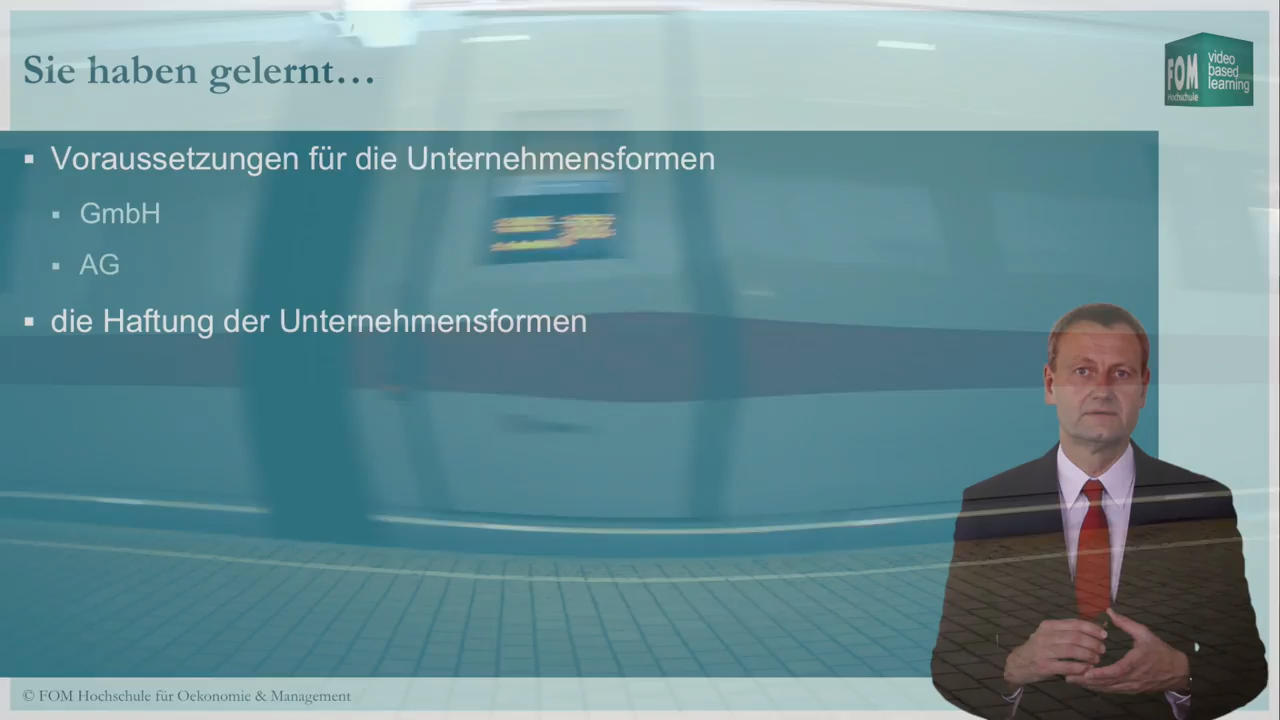 Sie haben gelernt…
FOM
Hochschule
video
based
learning
▪ Voraussetzungen für die Unternehmensformen
▪ GmbH
▪ AG
▪ die Haftung der Unternehmensformen
© FOM Hochschule für Oekonomie & Management